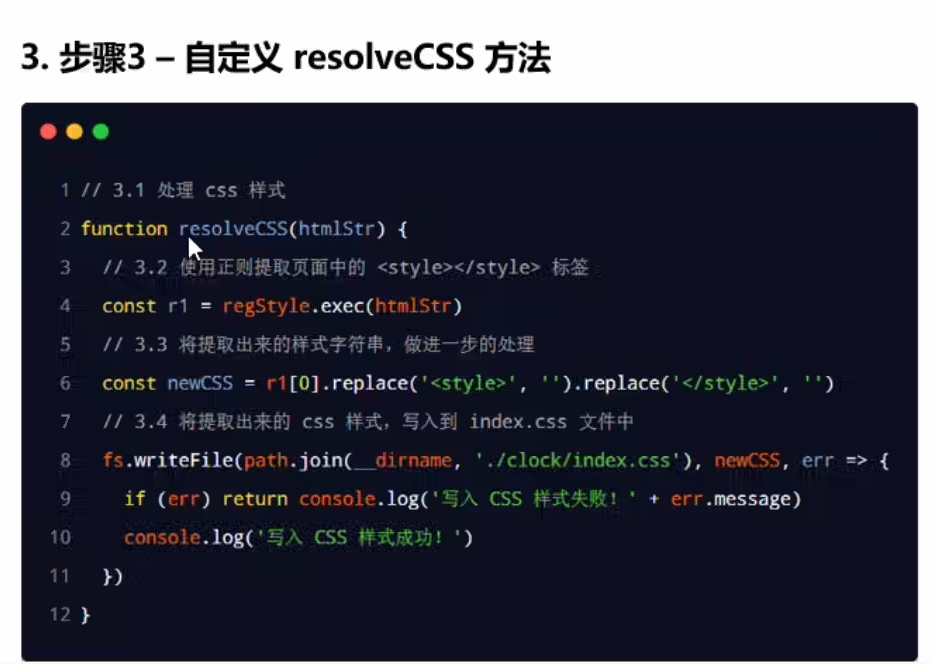 3. 步骤3 – 自定义 resolveCSS 方法
1 // 3.1 处理 css 样式
2 function resolveCSS(htmlStr) {
3 // 3.2 使用正则提取页面中的 <style></style> 标签
4 const r1 = regStyle.exec(htmlStr)
5 // 3.3 将提取出来的样式字符串，做进一步的处理
6 const newCSS = r1[0].replace('<style>', '').replace('</style>', '')
7 // 3.4 将提取出来的 css 样式，写入到 index.css 文件中
8 fs.writeFile(path.join(__dirname, './clock/index.css'), newCSS, err => {
9 if (err) return console.log('写入 CSS 样式失败！' + err.message)
10 console.log('写入 CSS 样式成功！')
11 })
12 }